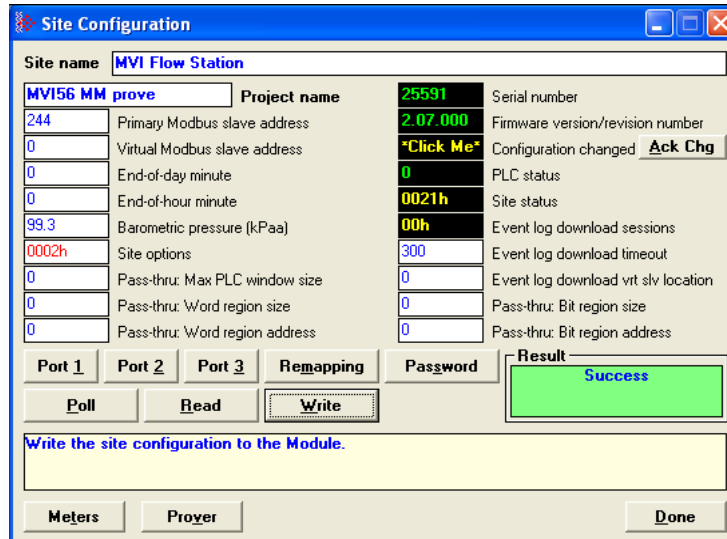 Site Configuration
Site name MVI Flow Station
MVI56 MM prove Project name 25591 Serial number
244 Primary Modbus slave address 2.07.000 Firmware version/revision number
0 Virtual Modbus slave address *Click Me* Configuration changed Ack Chg
0 End-of-day minute 0 PLC status
0 End-of-hour minute 0021h Site status
99.3 Barometric pressure (kPaa) 00h Event log download sessions
0002h Site options 300 Event log download timeout
0 Pass-thru: Max PLC window size 0 Event log download vrt slv location
0 Pass-thru: Word region size 0 Pass-thru: Bit region size
0 Pass-thru: Word region address 0 Pass-thru: Bit region address
Port 1 Port 2 Port 3 Remapping Password Result
Success
Poll Read Write
Write the site configuration to the Module.
Meters Prover Done